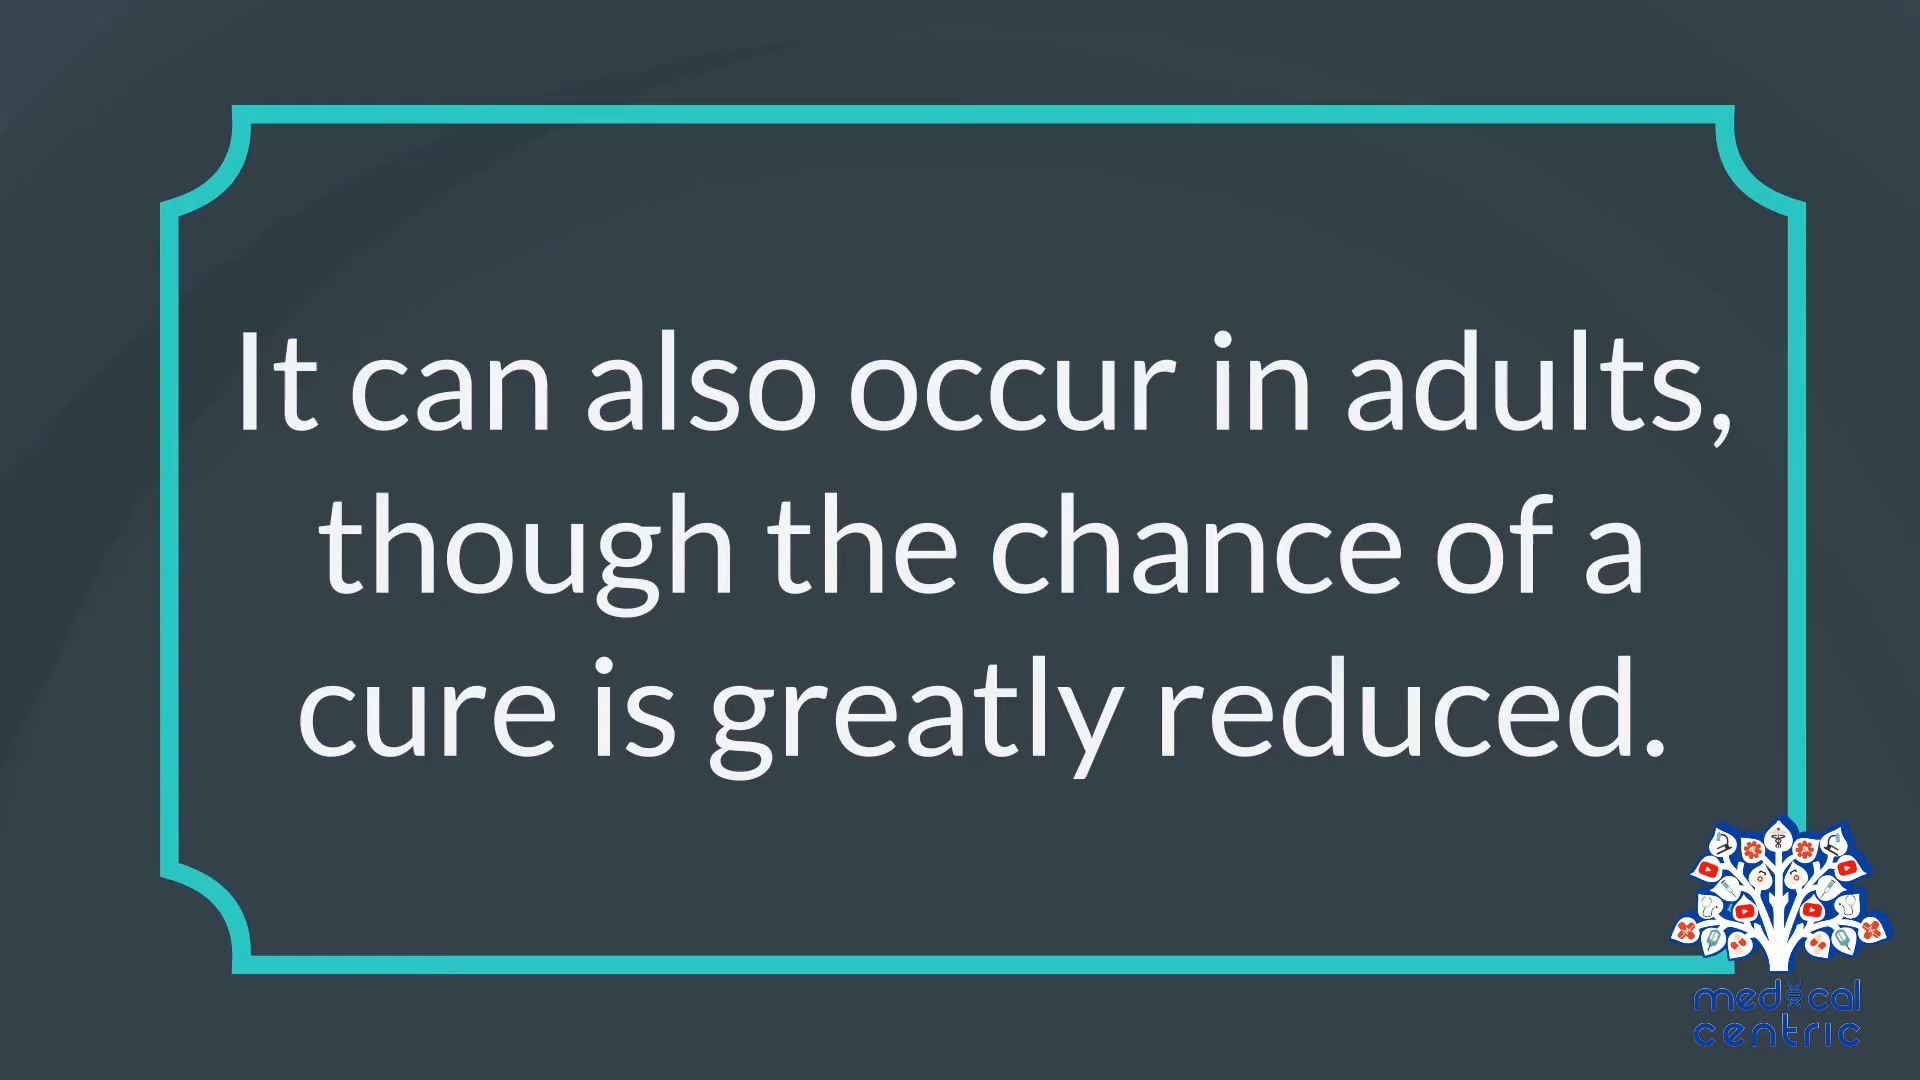 It can also occur in adults,
though the chance of a
cure is greatly reduced.
medical
centric